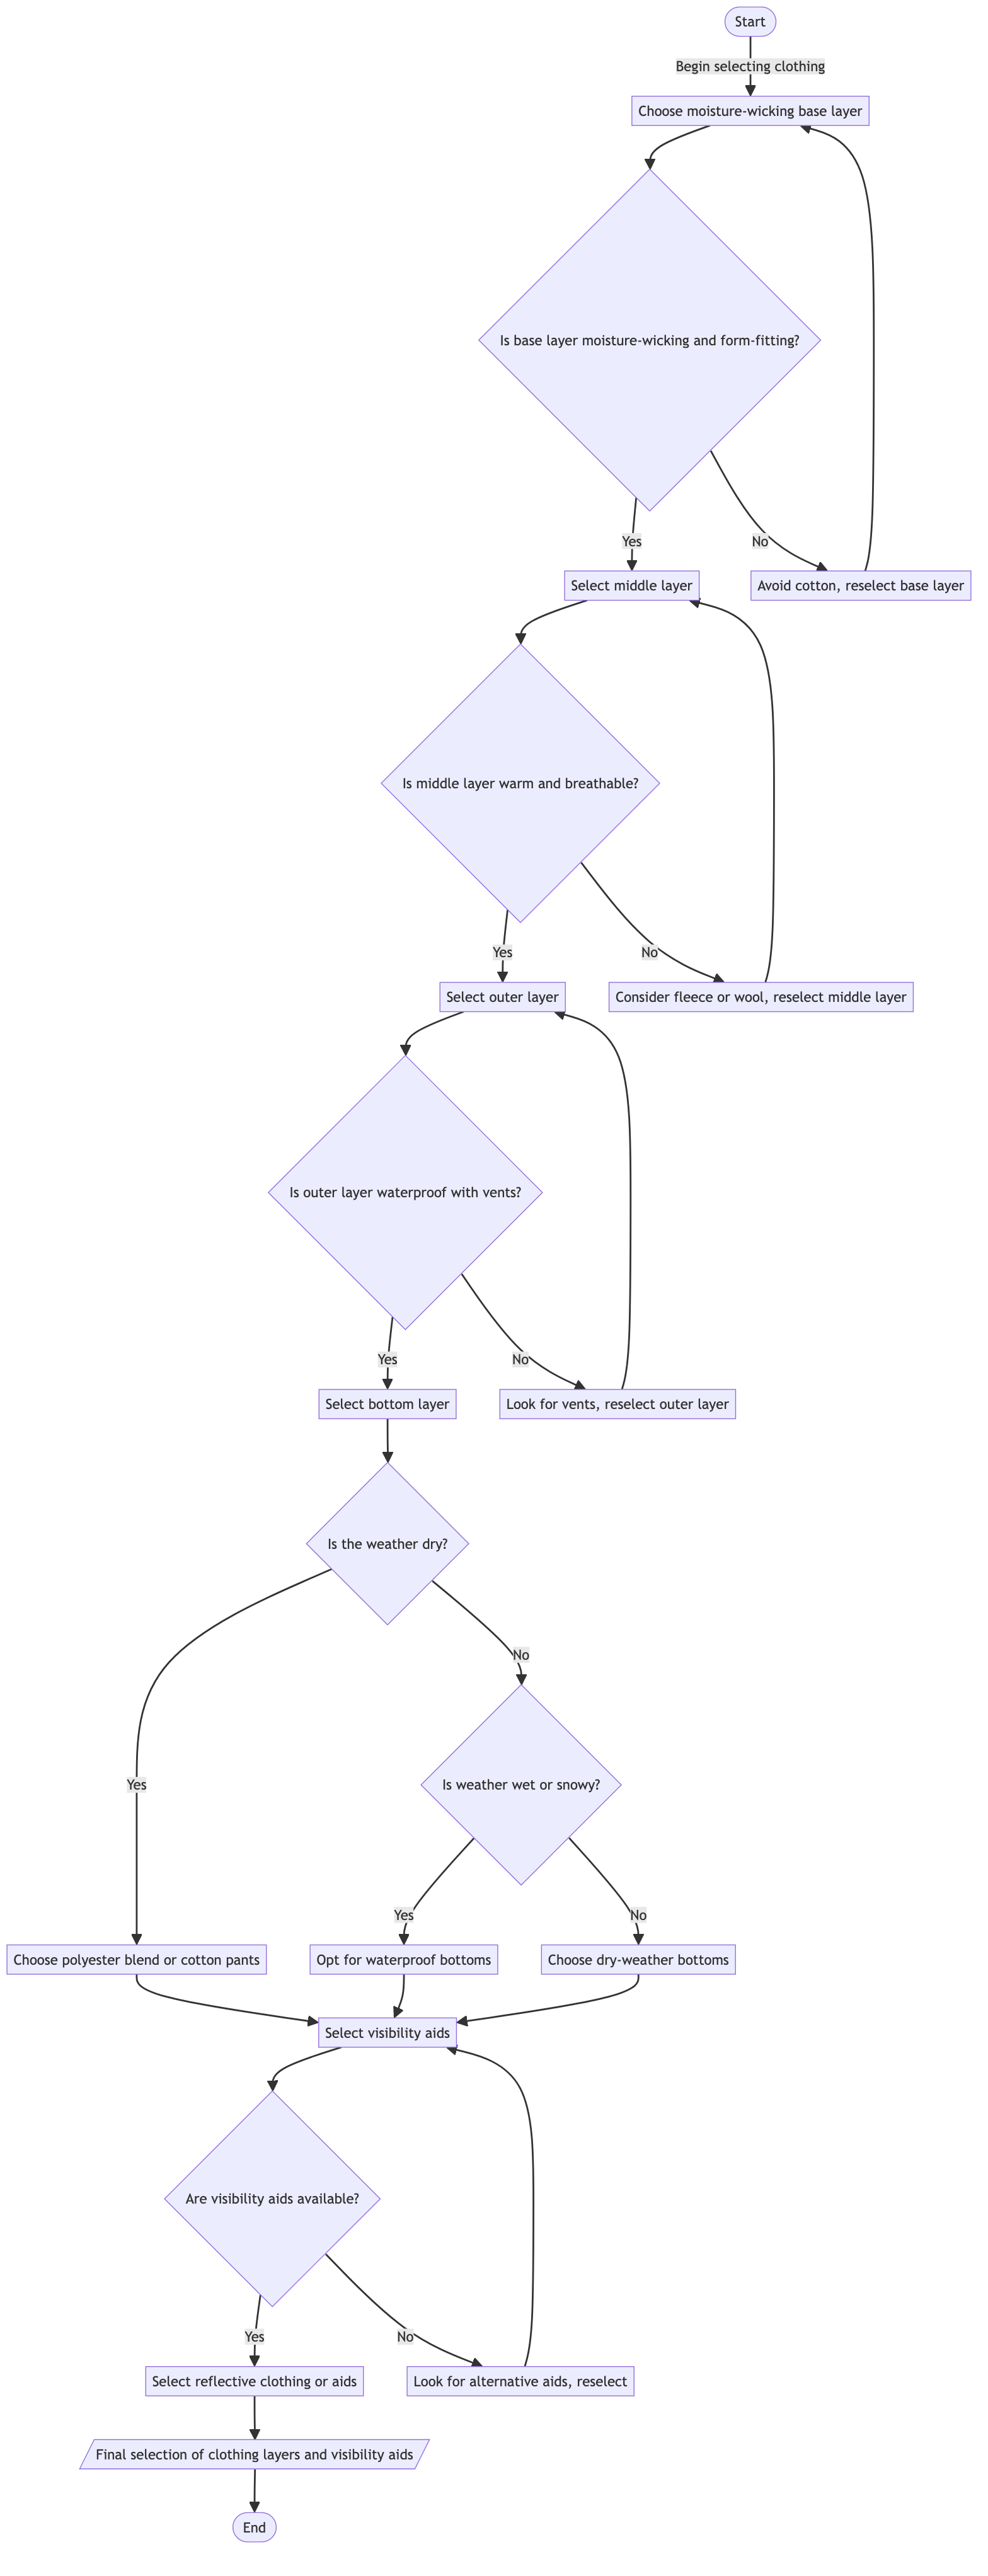 Start
Begin selecting clothing
Choose moisture-wicking base layer
Is base layer moisture-wicking and form-fitting?
Yes
No
Select middle layer
Avoid cotton, reselect base layer
Is middle layer warm and breathable?
Yes
No
Select outer layer
Consider fleece or wool, reselect middle layer
Is outer layer waterproof with vents?
Yes
No
Select bottom layer
Look for vents, reselect outer layer
Is the weather dry?
No
Yes
Is weather wet or snowy?
Yes
No
Choose polyester blend or cotton pants
Opt for waterproof bottoms
Choose dry-weather bottoms
Select visibility aids
Are visibility aids available?
Yes
No
Select reflective clothing or aids
Look for alternative aids, reselect
Final selection of clothing layers and visibility aids
End